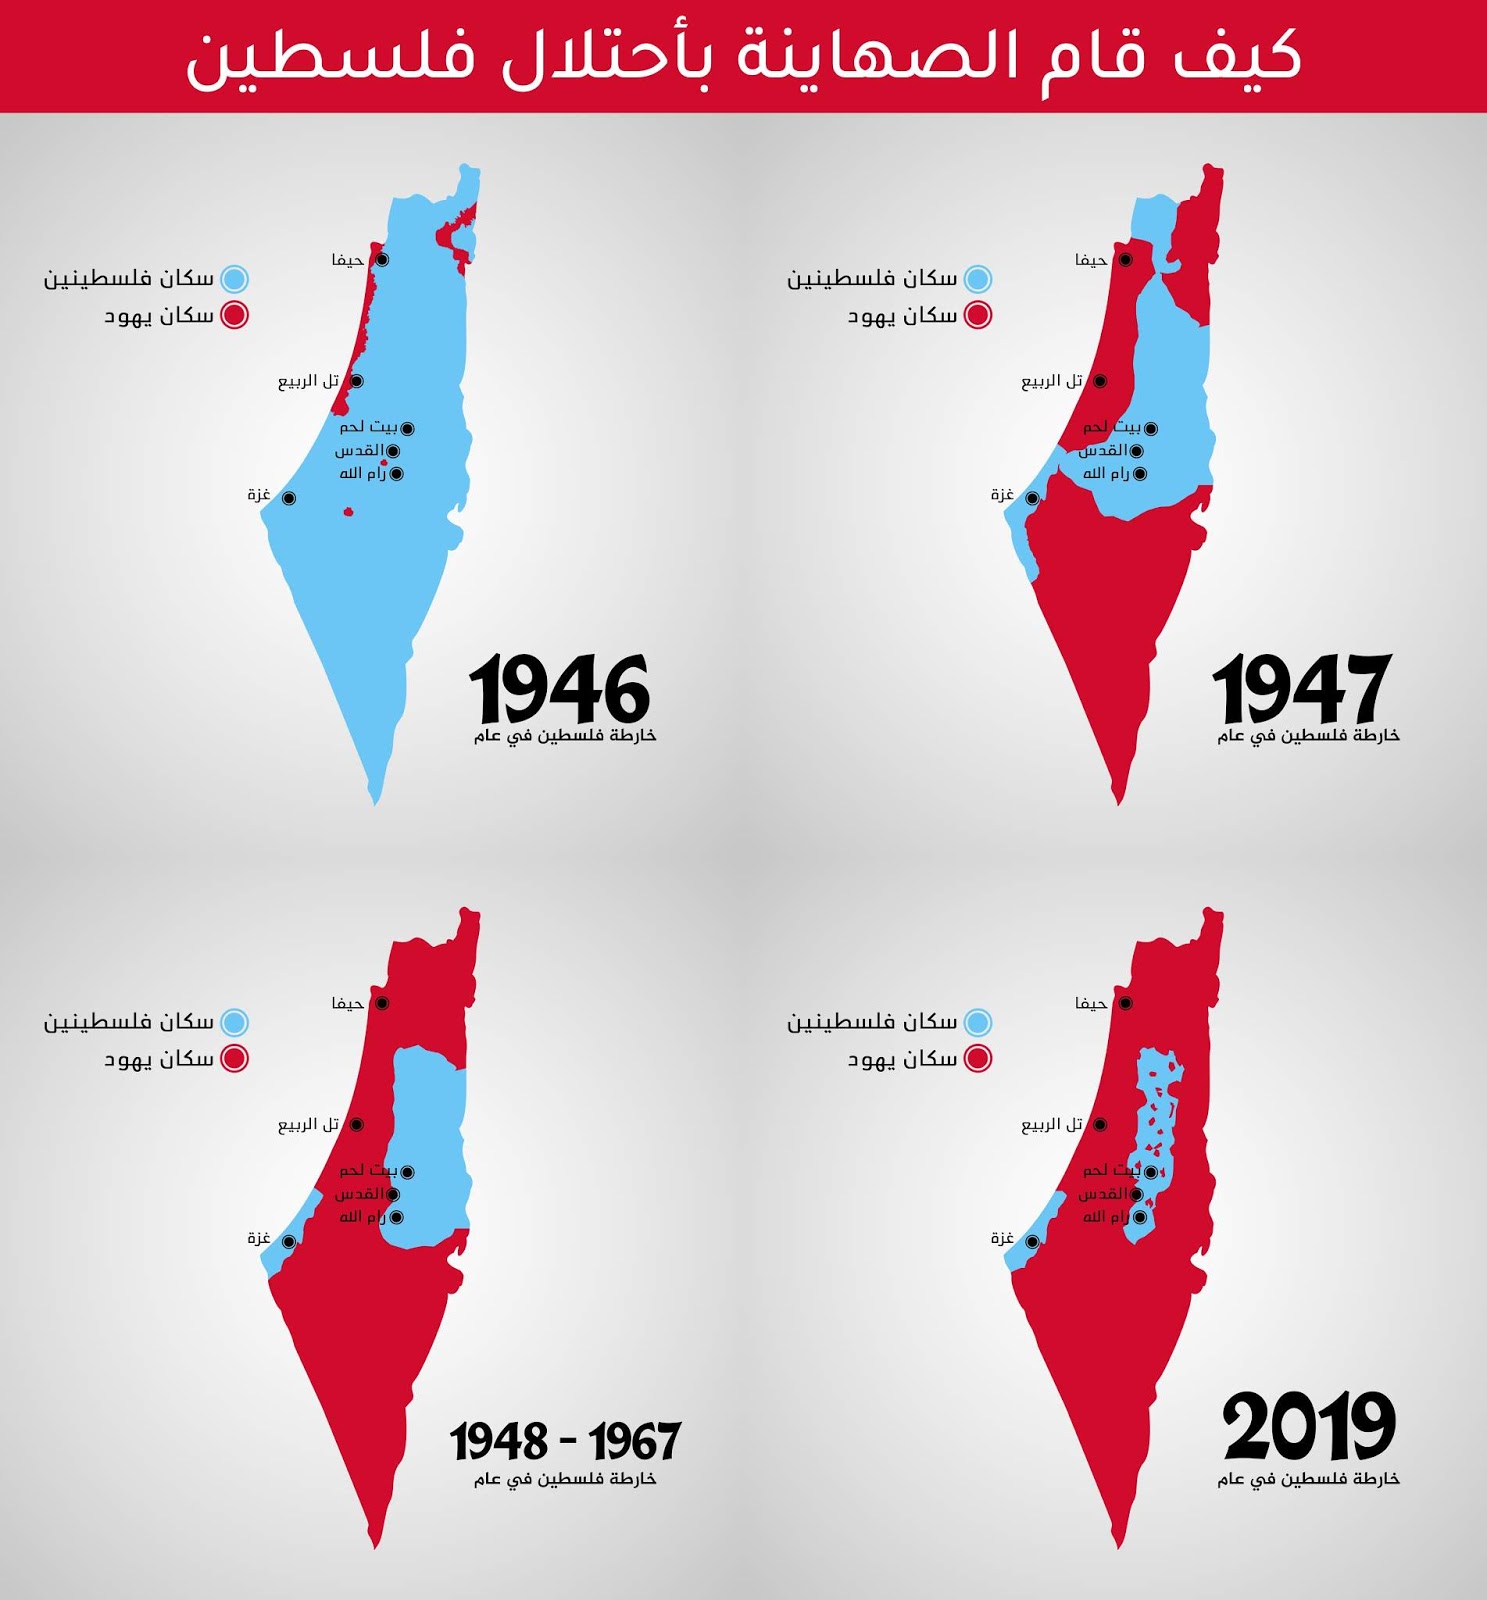 كيف قام الصهاينة بأحتلال فلسطين
سكان فلسطينين
سكان يهود
حيفا
تل الربيع
بيت لحم
القدس
رام الله
غزة
1946
خارطة فلسطين في عام
سكان فلسطينين
سكان يهود
حيفا
تل الربيع
بيت لحم
القدس
رام الله
غزة
1947
خارطة فلسطين في عام
سكان فلسطينين
سكان يهود
حيفا
تل الربيع
بيت لحم
القدس
رام الله
غزة
1948 - 1967
خارطة فلسطين في عام
سكان فلسطينين
سكان يهود
حيفا
تل الربيع
بيت لحم
القدس
رام الله
غزة
2019
خارطة فلسطين في عام